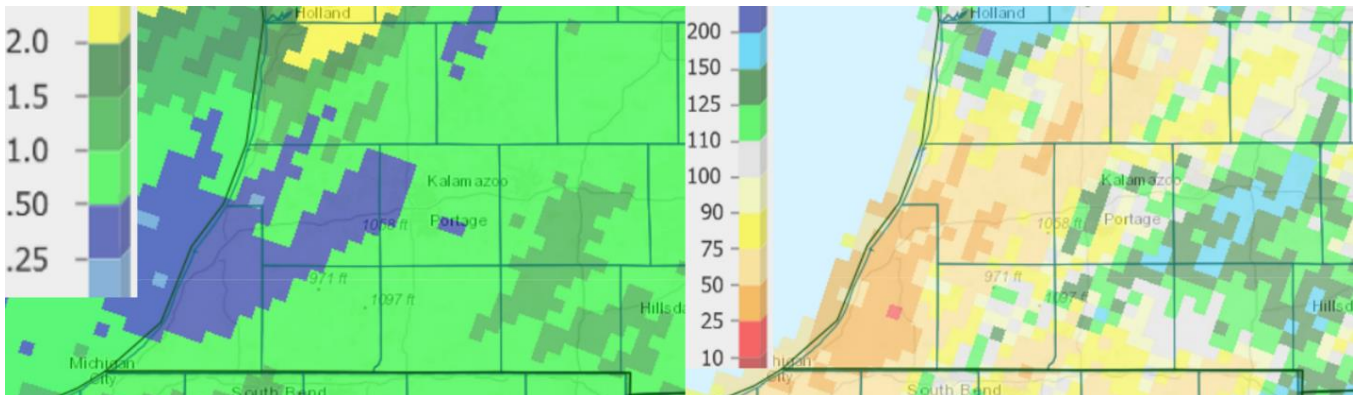 2.0
1.5
1.0
.50
.25
Holland
Kalamazoo
Portage
1058 ft
971 ft
1097 ft
Hillsd
Michigan
City
South Bend
200
150
125
110
100
90
75
50
25
10
Holland
Kalamazoo
Portage
1058 ft
971 ft
1097 ft
Hillsd
higan
City
South Bend